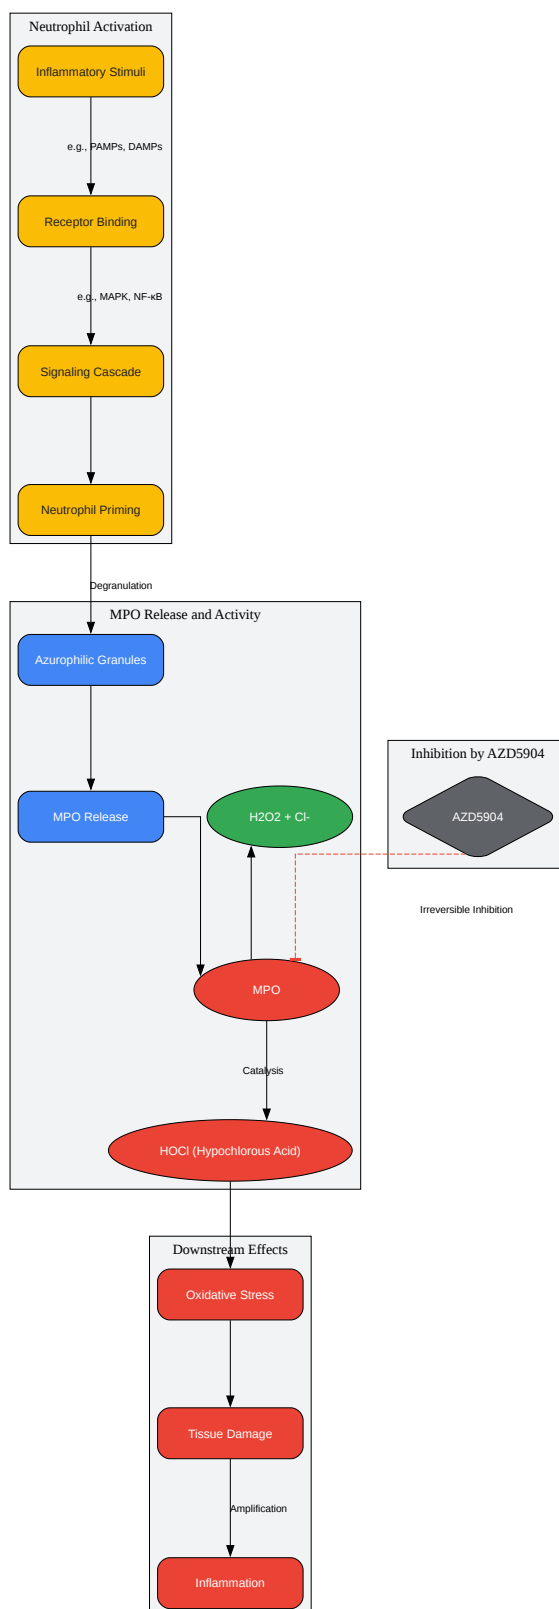 Neutrophil Activation
Inflammatory Stimuli
e.g., PAMPs, DAMPs
Receptor Binding
e.g., MAPK, NF-κB
Signaling Cascade
Neutrophil Priming
Degranulation
MPO Release and Activity
Azurophilic Granules
Inhibition by AZD5904
MPO Release
H2O2 + Cl-
AZD5904
Irreversible Inhibition
MPO
Catalysis
HOCl (Hypochlorous Acid)
Downstream Effects
Oxidative Stress
Tissue Damage
Amplification
Inflammation